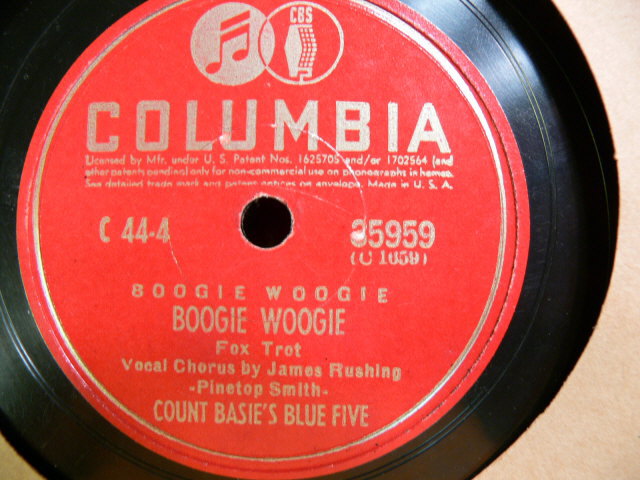 CBS
COLUMBIA
Licensed by Mfr. under U. S. Patent Nos. 1625705 and/or 1702564 (and
other patents pending) only for non-commercial use on phonographs in homes.
See detailed trade mark and patent notices on envelope. Made in U. S. A.
C 44-4 35959
(C 1659)
BOOGIE WOOGIE
BOOGIE WOOGIE
Fox Trot
Vocal Chorus by James Rushing
-Pinetop Smith-
COUNT BASIE'S BLUE FIVE